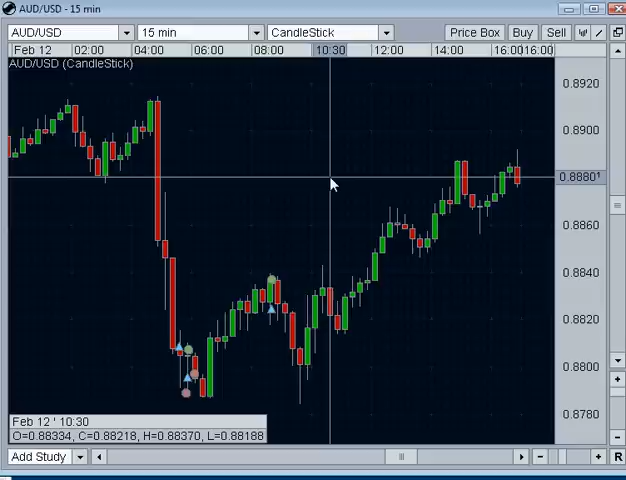 AUD/USD - 15 min
AUD/USD 15 min CandleStick Price Box Buy Sell
Feb 12 02:00 04:00 06:00 08:00 10:30 12:00 14:00 16:00 16:00
AUD/USD (CandleStick)
0.8920
0.8900
0.8880¹
0.8860
0.8840
0.8820
0.8800
0.8780
Feb 12 ' 10:30
O=0.88334, C=0.88218, H=0.88370, L=0.88188
Add Study R